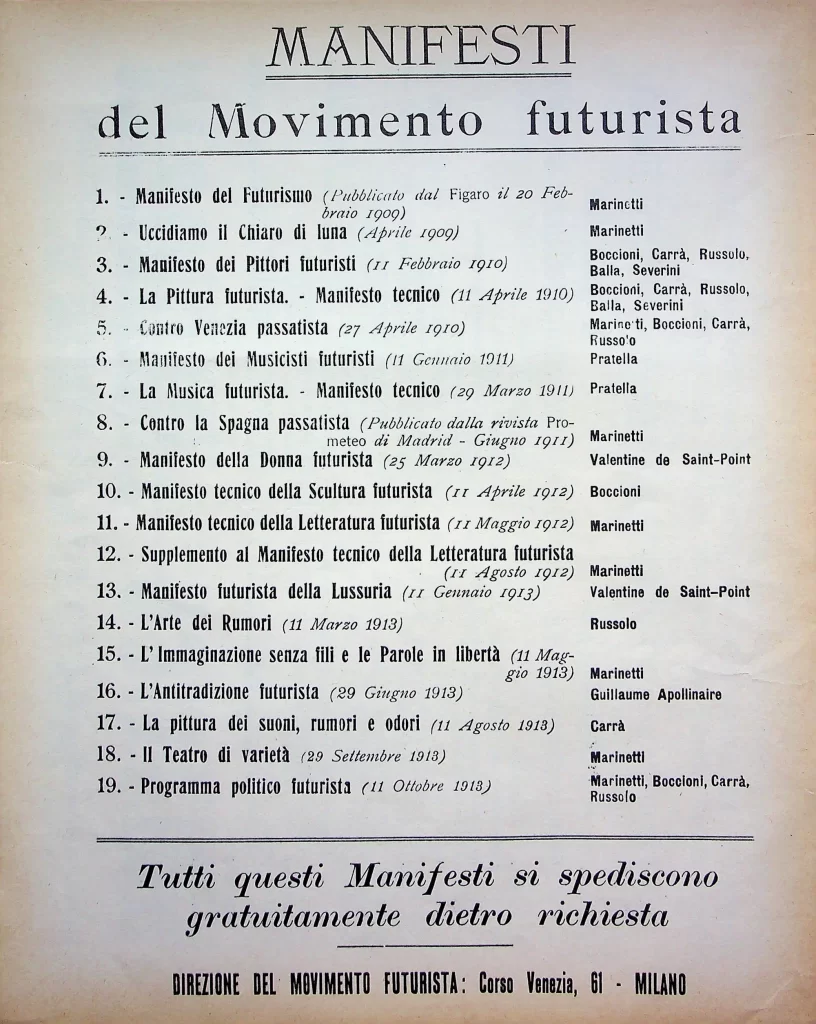 MANIFESTI
del Movimento futurista
1. - Manifesto del Futurismo (Pubblicato dal Figaro il 20 Feb-
braio 1909) Marinetti
2. - Uccidiamo il Chiaro di luna (Aprile 1909) Marinetti
3. - Manifesto dei Pittori futuristi (11 Febbraio 1910) Boccioni, Carrà, Russolo,
Balla, Severini
4. - La Pittura futurista. - Manifesto tecnico (11 Aprile 1910) Boccioni, Carrà, Russolo,
Balla, Severini
5. - Contro Venezia passatista (27 Aprile 1910) Marinetti, Boccioni, Carrà,
Russolo
6. - Manifesto dei Musicisti futuristi (11 Gennaio 1911) Pratella
7. - La Musica futurista. - Manifesto tecnico (29 Marzo 1911) Pratella
8. - Contro la Spagna passatista (Pubblicato dalla rivista Pro-
meteo di Madrid - Giugno 1911) Marinetti
9. - Manifesto della Donna futurista (25 Marzo 1912) Valentine de Saint-Point
10. - Manifesto tecnico della Scultura futurista (11 Aprile 1912) Boccioni
11. - Manifesto tecnico della Letteratura futurista (11 Maggio 1912) Marinetti
12. - Supplemento al Manifesto tecnico della Letteratura futurista
(11 Agosto 1912) Marinetti
13. - Manifesto futurista della Lussuria (11 Gennaio 1913) Valentine de Saint-Point
14. - L'Arte dei Rumori (11 Marzo 1913) Russolo
15. - L'Immaginazione senza fili e le Parole in libertà (11 Mag-
gio 1913) Marinetti
16. - L'Antitradizione futurista (29 Giugno 1913) Guillaume Apollinaire
17. - La pittura dei suoni, rumori e odori (11 Agosto 1913) Carrà
18. - Il Teatro di varietà (29 Settembre 1913) Marinetti
19. - Programma politico futurista (11 Ottobre 1913) Marinetti, Boccioni, Carrà,
Russolo
Tutti questi Manifesti si spediscono
gratuitamente dietro richiesta
DIREZIONE DEL MOVIMENTO FUTURISTA: Corso Venezia, 61 - MILANO